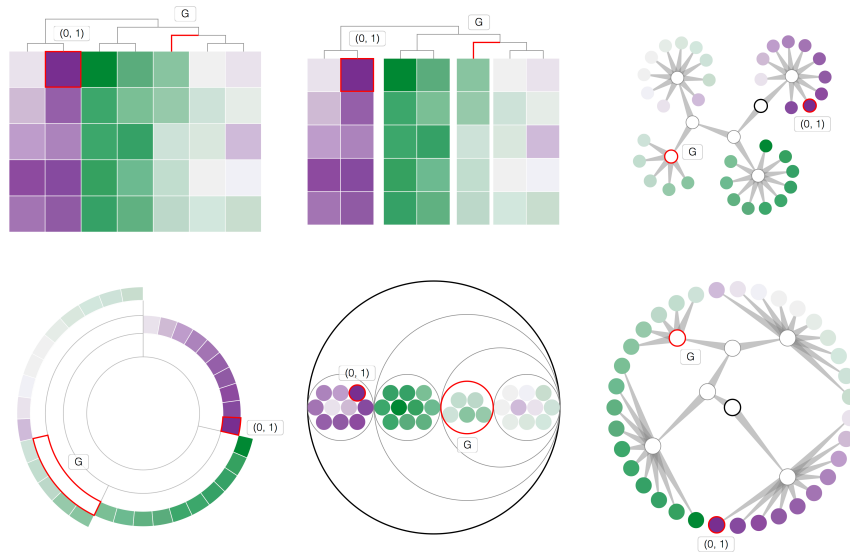 G
(0, 1)
G
(0, 1)
(0, 1)
G
(0, 1)
G
(0, 1)
G
G
(0, 1)